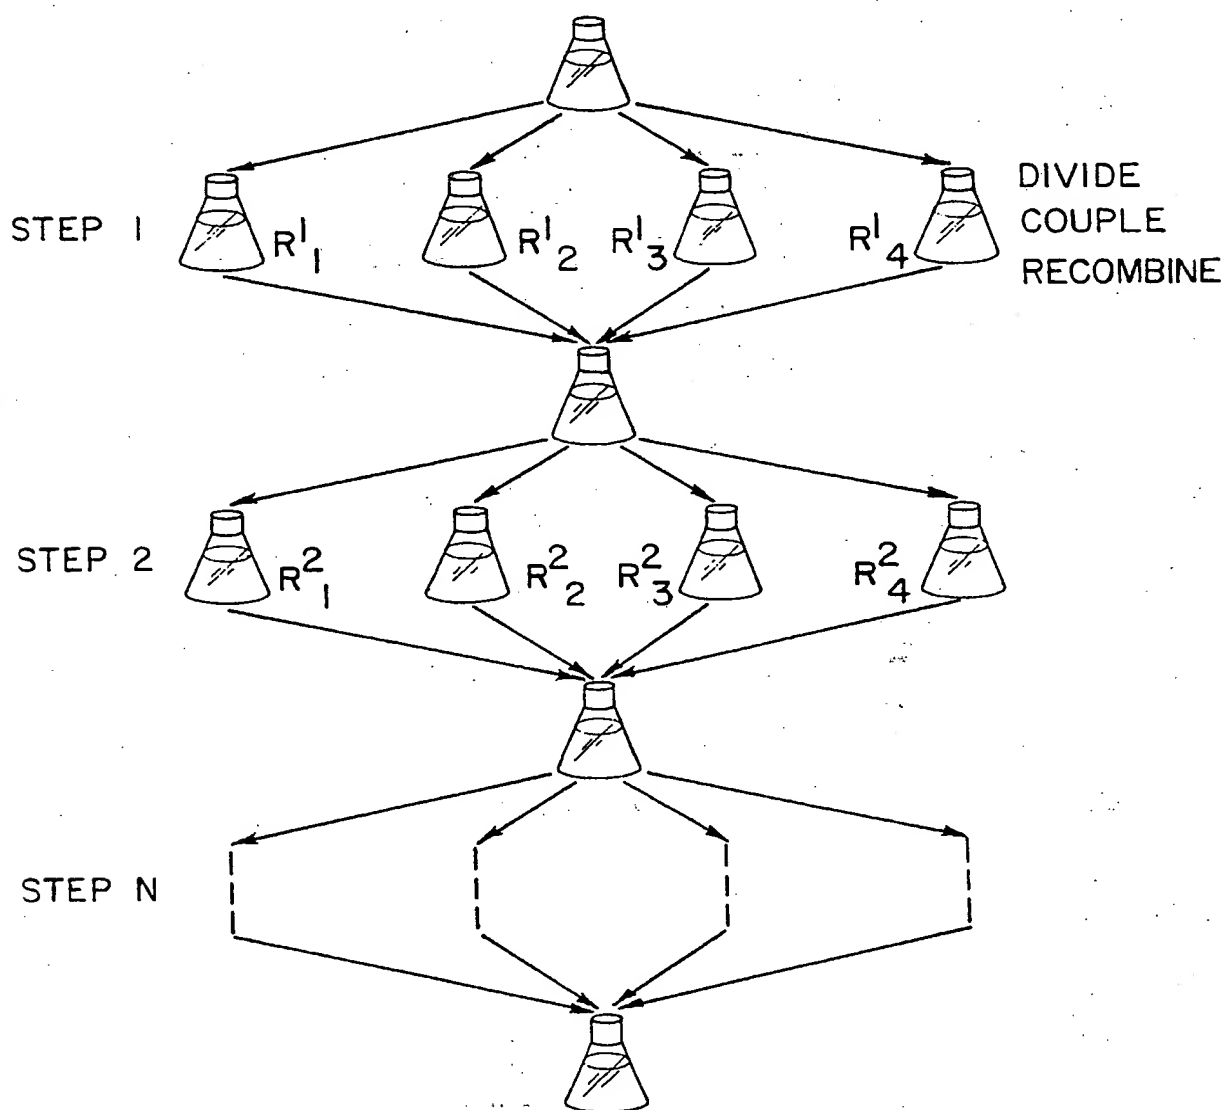 DIVIDE
STEP 1 R¹₁ R¹₂ R¹₃ R¹₄ COUPLE
RECOMBINE
STEP 2 R²₁ R²₂ R²₃ R²₄
STEP N